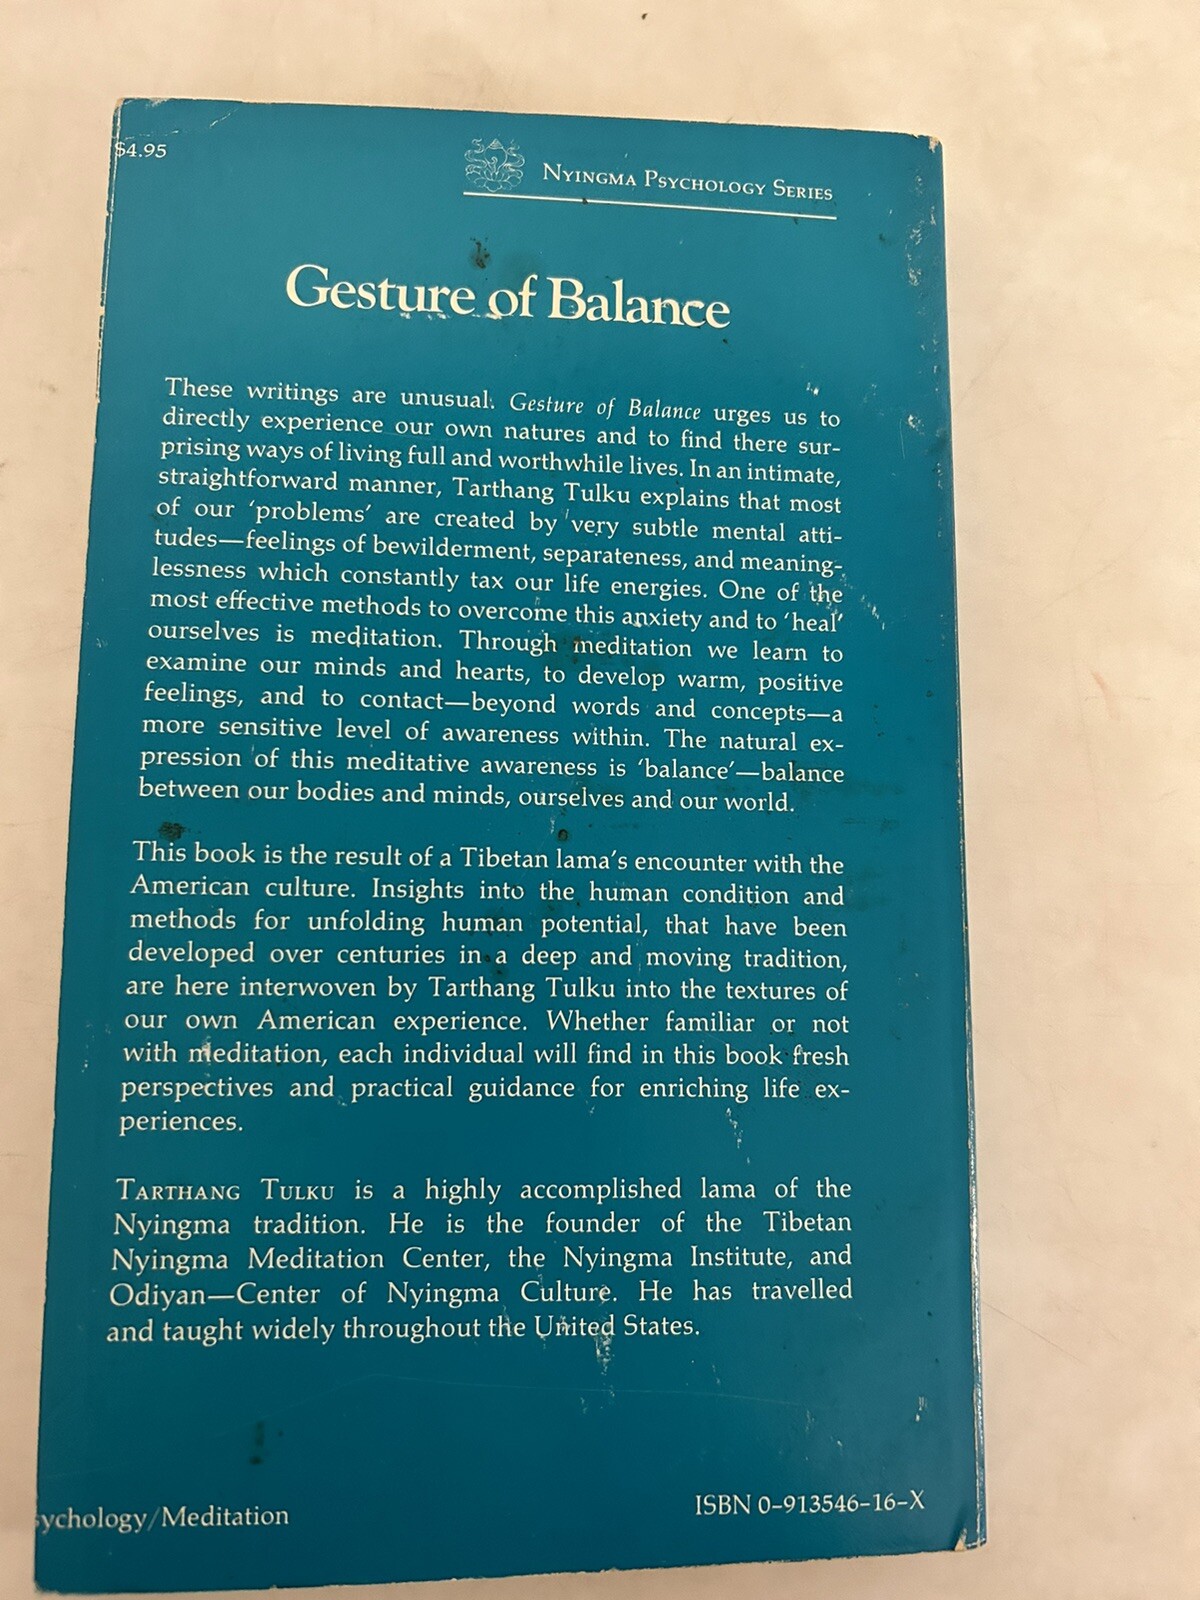 $4.95
Nyingma Psychology Series
Gesture of Balance
These writings are unusual. Gesture of Balance urges us to
directly experience our own natures and to find there sur-
prising ways of living full and worthwhile lives. In an intimate,
straightforward manner, Tarthang Tulku explains that most
of our ‘problems’ are created by very subtle mental atti-
tudes—feelings of bewilderment, separateness, and meaning-
lessness which constantly tax our life energies. One of the
most effective methods to overcome this anxiety and to ‘heal’
ourselves is meditation. Through meditation we learn to
examine our minds and hearts, to develop warm, positive
feelings, and to contact—beyond words and concepts—a
more sensitive level of awareness within. The natural ex-
pression of this meditative awareness is ‘balance’—balance
between our bodies and minds, ourselves and our world.
This book is the result of a Tibetan lama’s encounter with the
American culture. Insights into the human condition and
methods for unfolding human potential, that have been
developed over centuries in a deep and moving tradition,
are here interwoven by Tarthang Tulku into the textures of
our own American experience. Whether familiar or not
with meditation, each individual will find in this book fresh
perspectives and practical guidance for enriching life ex-
periences.
Tarthang Tulku is a highly accomplished lama of the
Nyingma tradition. He is the founder of the Tibetan
Nyingma Meditation Center, the Nyingma Institute, and
Odiyan—Center of Nyingma Culture. He has travelled
and taught widely throughout the United States.
sychology/Meditation
ISBN 0-913546-16-X